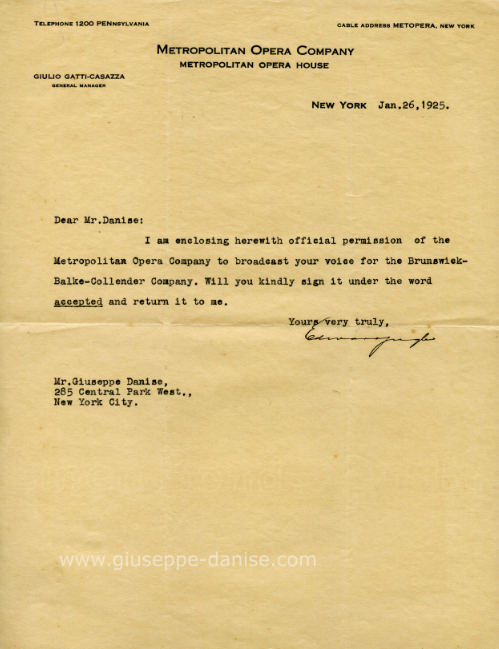 TELEPHONE 1200 PENNSYLVANIA
CABLE ADDRESS METOPERA, NEW YORK
METROPOLITAN OPERA COMPANY
METROPOLITAN OPERA HOUSE
GIULIO GATTI-CASAZZA
GENERAL MANAGER
NEW YORK Jan.26,1925.
Dear Mr.Danise:
I am enclosing herewith official permission of the
Metropolitan Opera Company to broadcast your voice for the Brunswick-
Balke-Collender Company. Will you kindly sign it under the word
accepted and return it to me.
Yours very truly,
Mr.Giuseppe Danise,
285 Central Park West.,
New York City.
www.giuseppe-danise.com